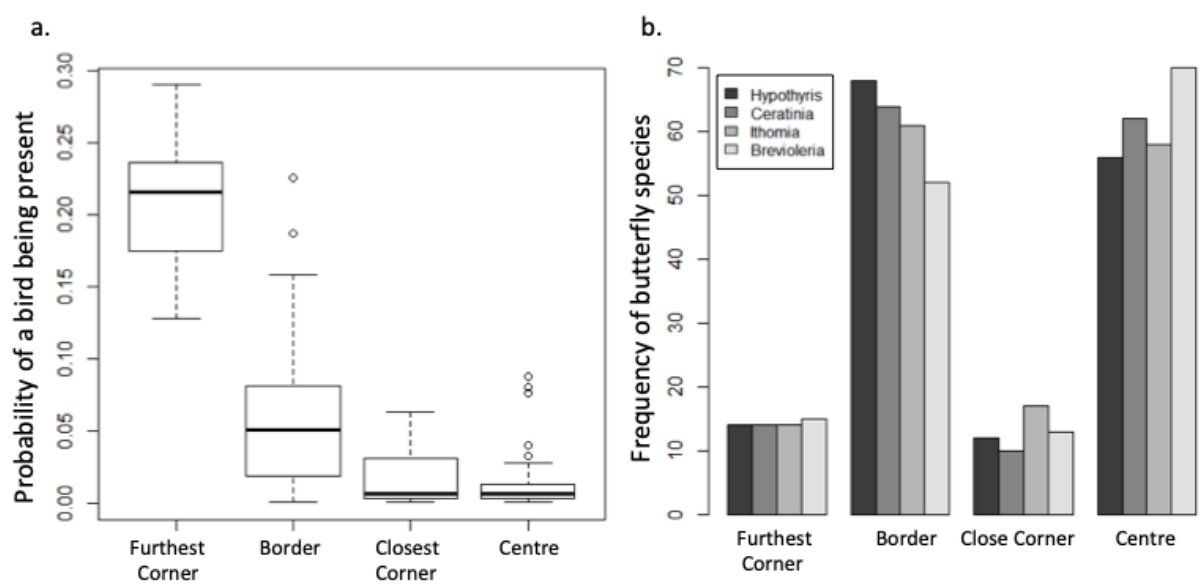 a.
Probability of a bird being present
0.30
0.25
0.20
0.15
0.10
0.05
0.00
Furthest
Corner
Border
Closest
Corner
Centre
b.
Frequency of butterfly species
70
60
50
40
30
20
10
0
Hypothyris
Ceratinia
Ithomia
Brevioleria
Furthest
Corner
Border
Close Corner
Centre